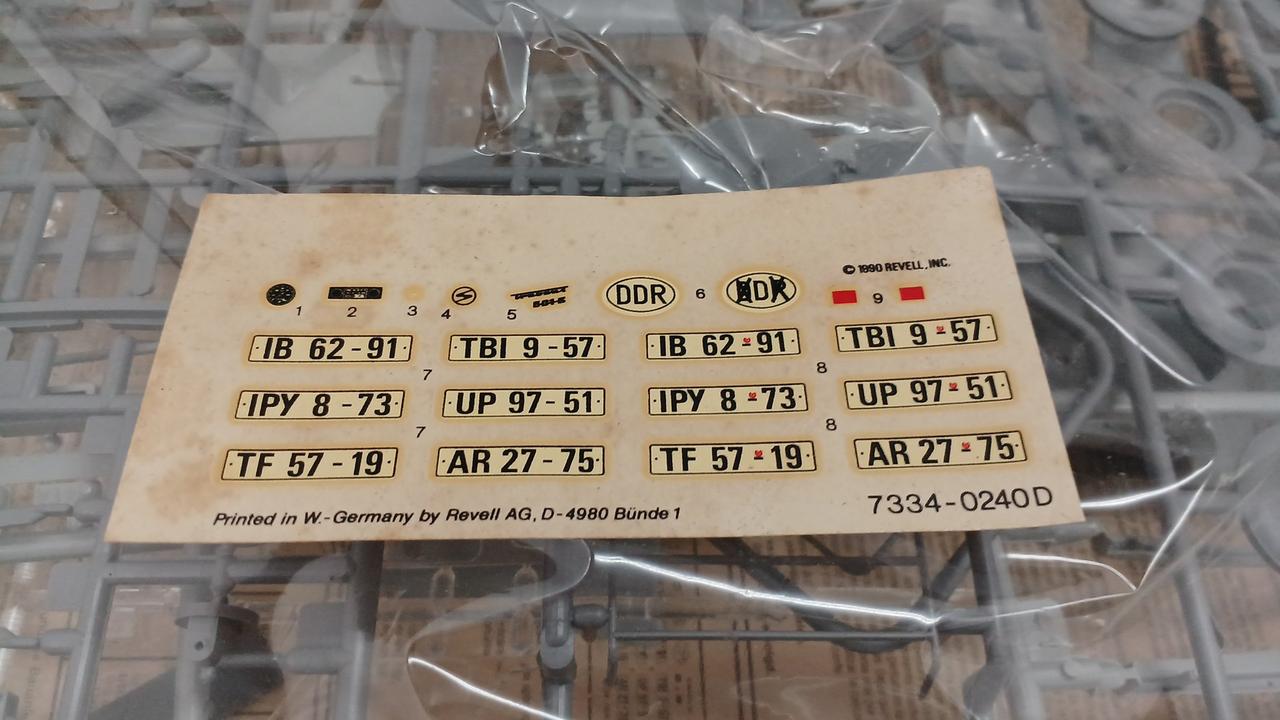 © 1990 REVELL, INC.
1 2 3 4 5 DDR 6 DDR 9
IB 62-91 TBI 9-57 IB 62-91 TBI 9-57
7 8
IPY 8-73 UP 97-51 IPY 8-73 UP 97-51
7 8
TF 57-19 AR 27-75 TF 57-19 AR 27-75
Printed in W.-Germany by Revell AG, D-4980 Bünde 1
7334-0240D